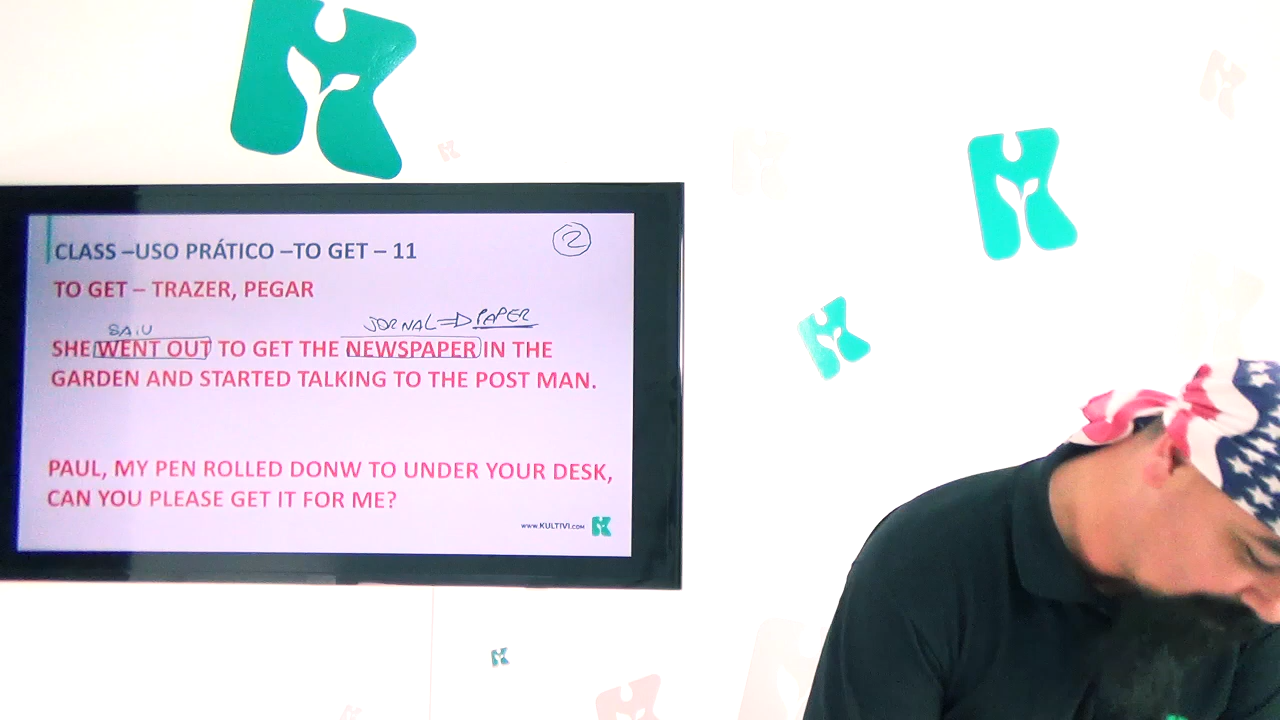 CLASS –USO PRÁTICO –TO GET – 11
2
TO GET – TRAZER, PEGAR
SAIU
JORNAL => PAPER
SHE WENT OUT TO GET THE NEWSPAPER IN THE
GARDEN AND STARTED TALKING TO THE POST MAN.
PAUL, MY PEN ROLLED DONW TO UNDER YOUR DESK,
CAN YOU PLEASE GET IT FOR ME?
WWW.KULTIVI.COM